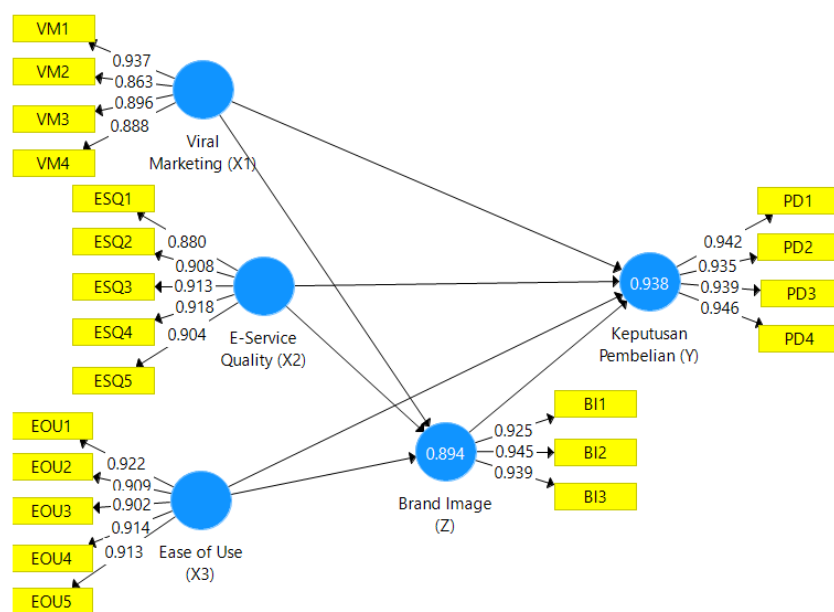 VM1
VM2
VM3
VM4
0.937
0.863
0.896
0.888
Viral
Marketing (X1)
ESQ1
ESQ2
ESQ3
ESQ4
ESQ5
0.880
0.908
0.913
0.918
0.904
E-Service
Quality (X2)
EOU1
EOU2
EOU3
EOU4
EOU5
0.922
0.909
0.902
0.914
0.913
Ease of Use
(X3)
0.894
Brand Image
(Z)
0.925
0.945
0.939
BI1
BI2
BI3
0.938
Keputusan
Pembelian (Y)
0.942
0.935
0.939
0.946
PD1
PD2
PD3
PD4